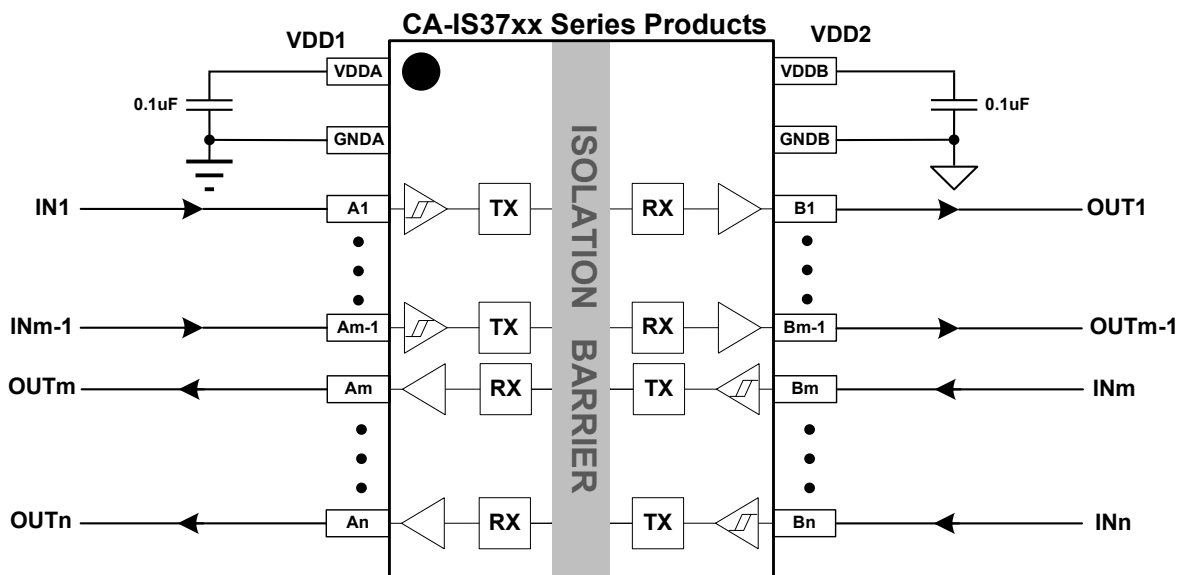 CA-IS37xx Series Products
VDD1
VDD2
VDDA
VDDB
0.1uF
0.1uF
GNDA
GNDB
ISOLATION BARRIER
IN1
A1
TX
RX
B1
OUT1
INm-1
Am-1
TX
RX
Bm-1
OUTm-1
OUTm
Am
RX
TX
Bm
INm
OUTn
An
RX
TX
Bn
INn